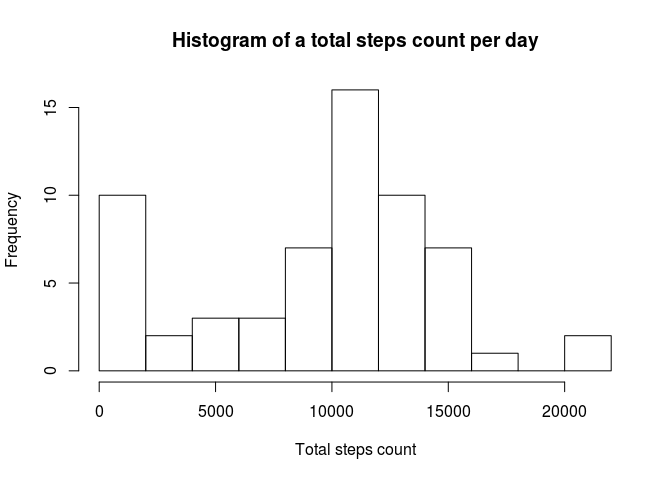 Histogram of a total steps count per day
Frequency
15
10
5
0
0 5000 10000 15000 20000
Total steps count